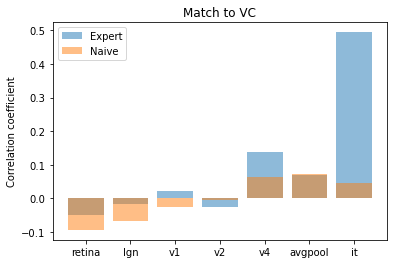 Match to VC
Expert
Naive
Correlation coefficient
0.5
0.4
0.3
0.2
0.1
0.0
−0.1
retina lgn v1 v2 v4 avgpool it